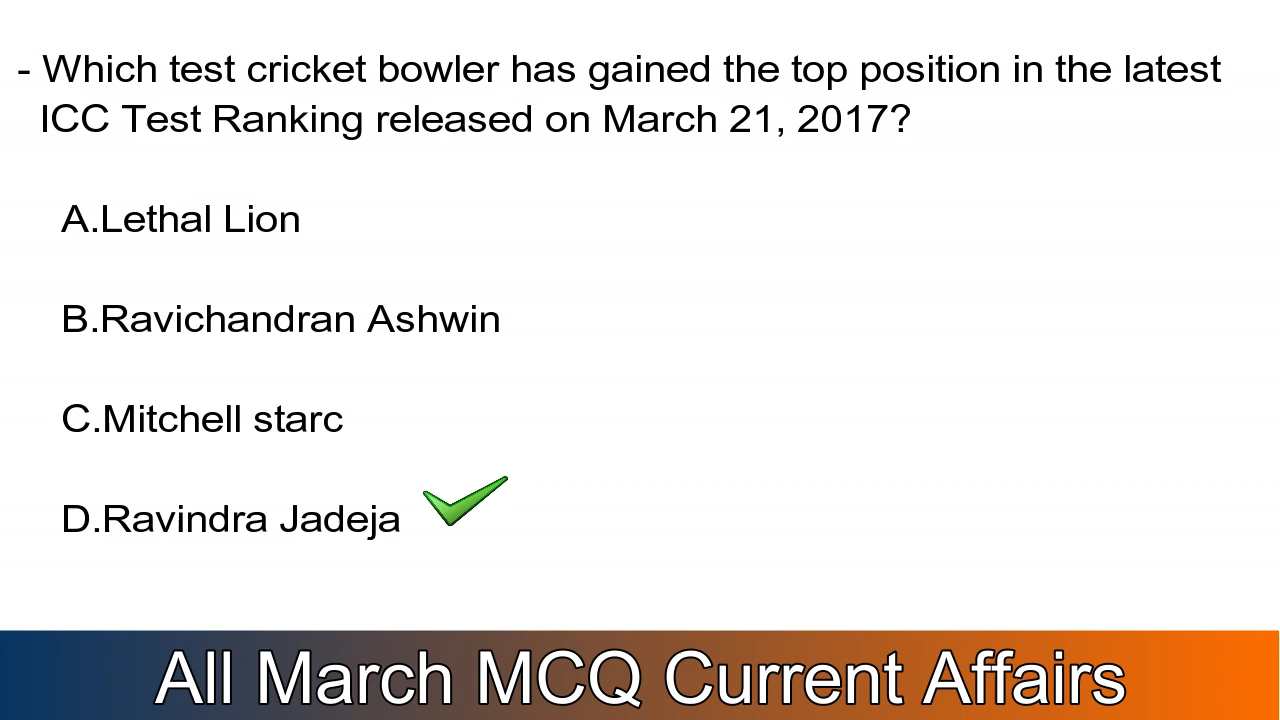 - Which test cricket bowler has gained the top position in the latest
ICC Test Ranking released on March 21, 2017?
A.Lethal Lion
B.Ravichandran Ashwin
C.Mitchell starc
D.Ravindra Jadeja
All March MCQ Current Affairs